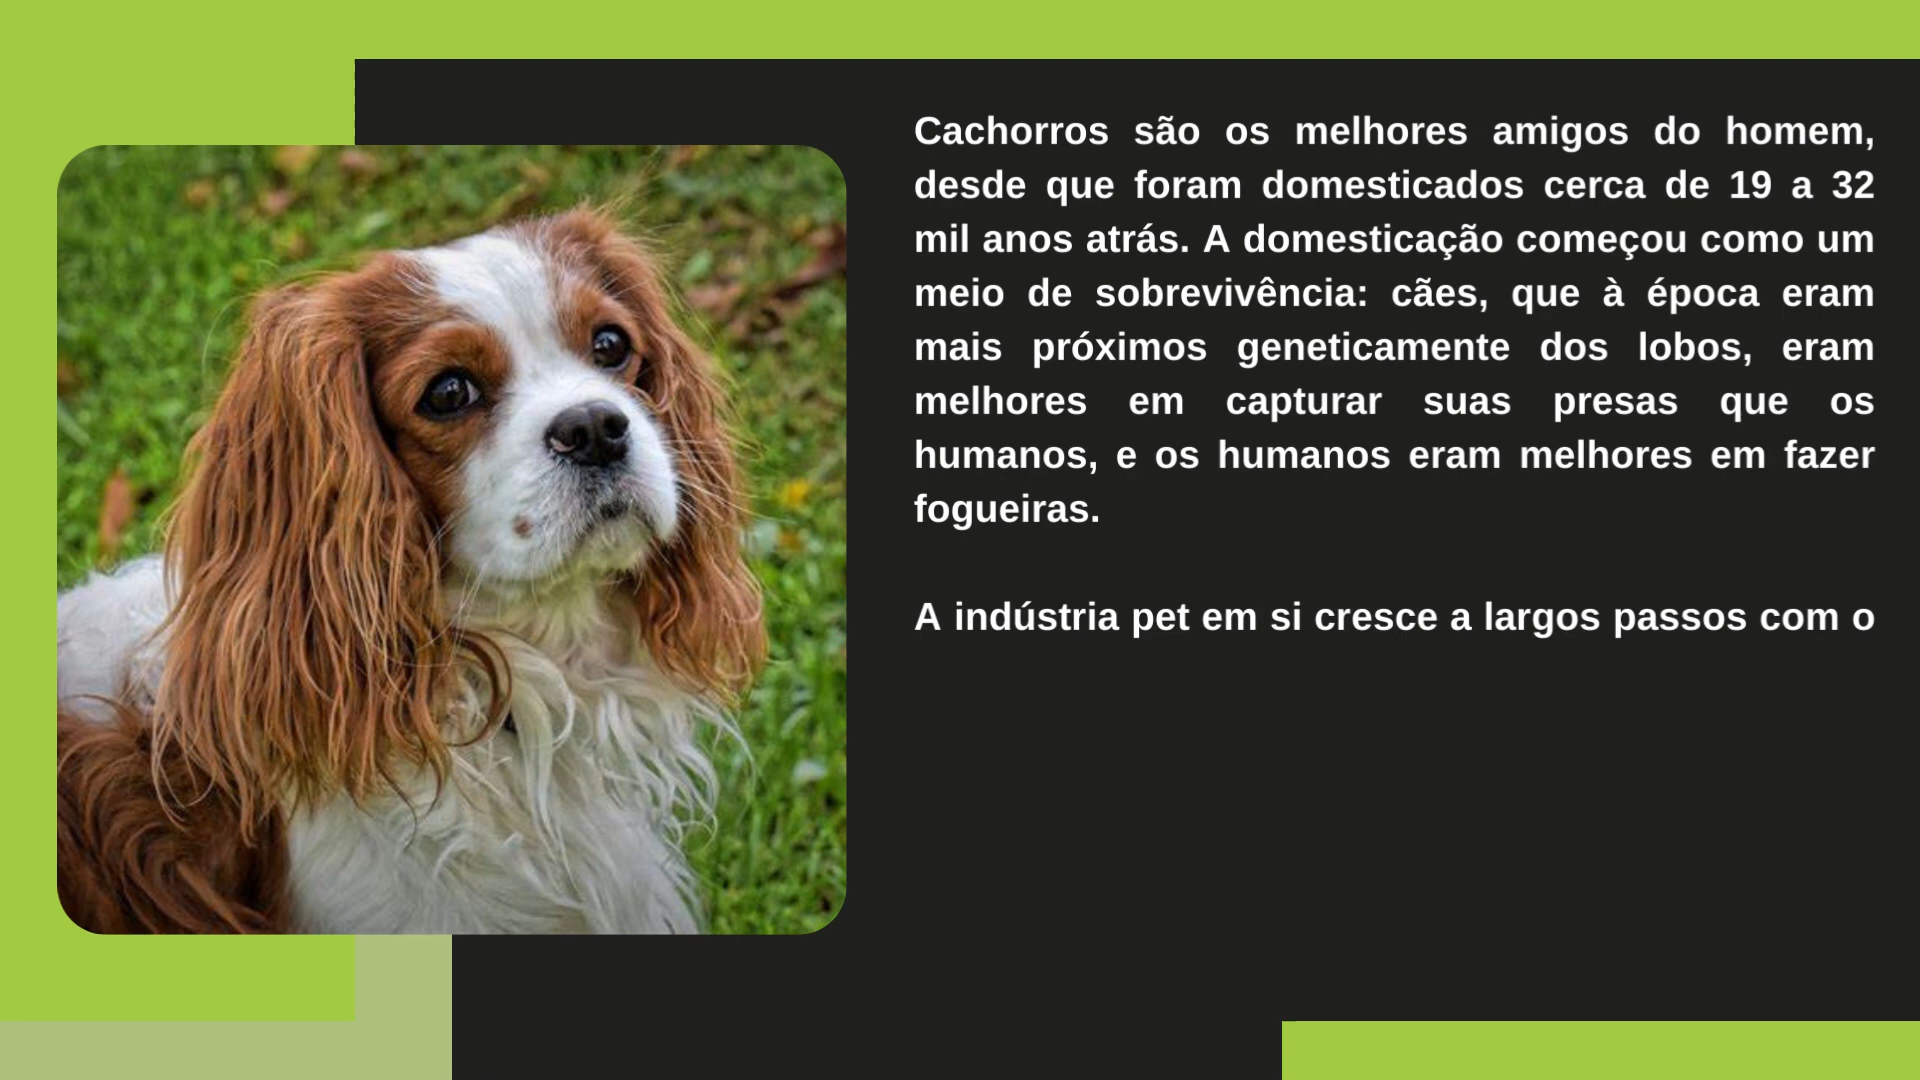 Cachorros são os melhores amigos do homem,
desde que foram domesticados cerca de 19 a 32
mil anos atrás. A domesticação começou como um
meio de sobrevivência: cães, que à época eram
mais próximos geneticamente dos lobos, eram
melhores em capturar suas presas que os
humanos, e os humanos eram melhores em fazer
fogueiras.
A indústria pet em si cresce a largos passos com o